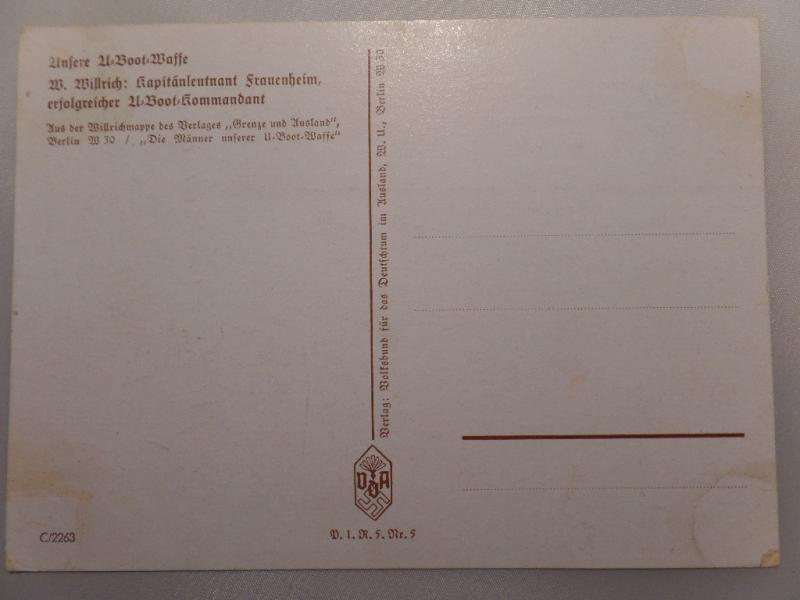 Unsere U-Boot-Waffe
W. Willrich: Kapitänleutnant Frauenheim,
erfolgreicher U-Boot-Kommandant
Aus der Willrichmappe des Verlages „Grenze und Ausland“,
Berlin W 30 / „Die Männer unserer U-Boot-Waffe“
Verlag: Volksbund für das Deutschtum im Ausland, W. U., Berlin W 30
VDA
V. 1. R. 5. Nr. 5
C/2263